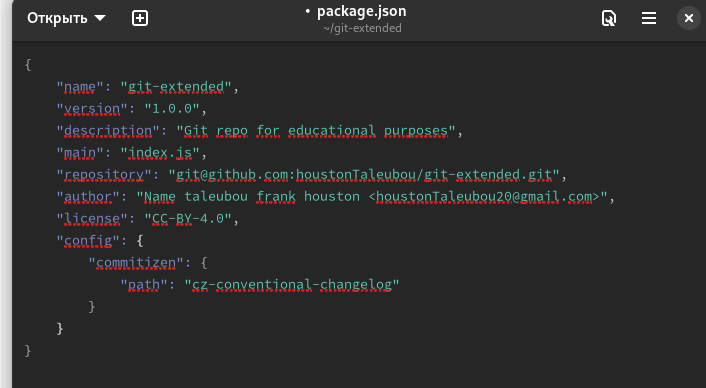 Открыть
• package.json
~/git-extended
{
    "name": "git-extended",
    "version": "1.0.0",
    "description": "Git repo for educational purposes",
    "main": "index.js",
    "repository": "git@github.com:houstonTaleubou/git-extended.git",
    "author": "Name taleubou frank houston <houstonTaleubou20@gmail.com>",
    "license": "CC-BY-4.0",
    "config": {
        "commitizen": {
            "path": "cz-conventional-changelog"
        }
    }
}